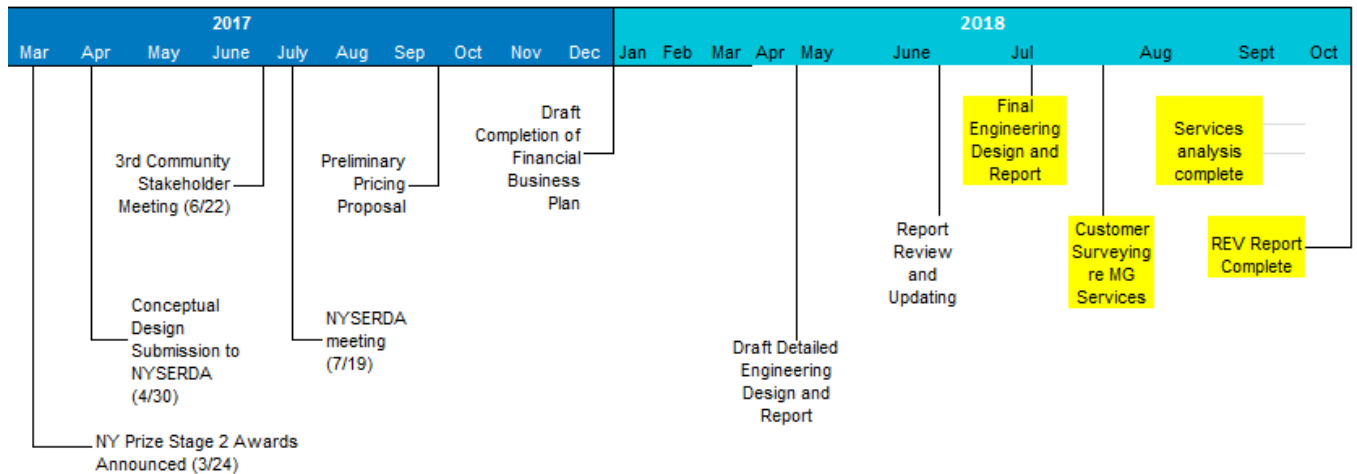 2017
2018
Mar Apr May June July Aug Sep Oct Nov Dec Jan Feb Mar Apr May June Jul Aug Sept Oct
3rd Community
Stakeholder
Meeting (6/22)
Preliminary
Pricing
Proposal
Draft
Completion of
Financial
Business
Plan
Final
Engineering
Design and
Report
Services
analysis
complete
Conceptual
Design
Submission to
NYSERDA
(4/30)
NYSERDA
meeting
(7/19)
Draft Detailed
Engineering
Design and
Report
Report
Review
and
Updating
Customer
Surveying
re MG
Services
REV Report
Complete
NY Prize Stage 2 Awards
Announced (3/24)